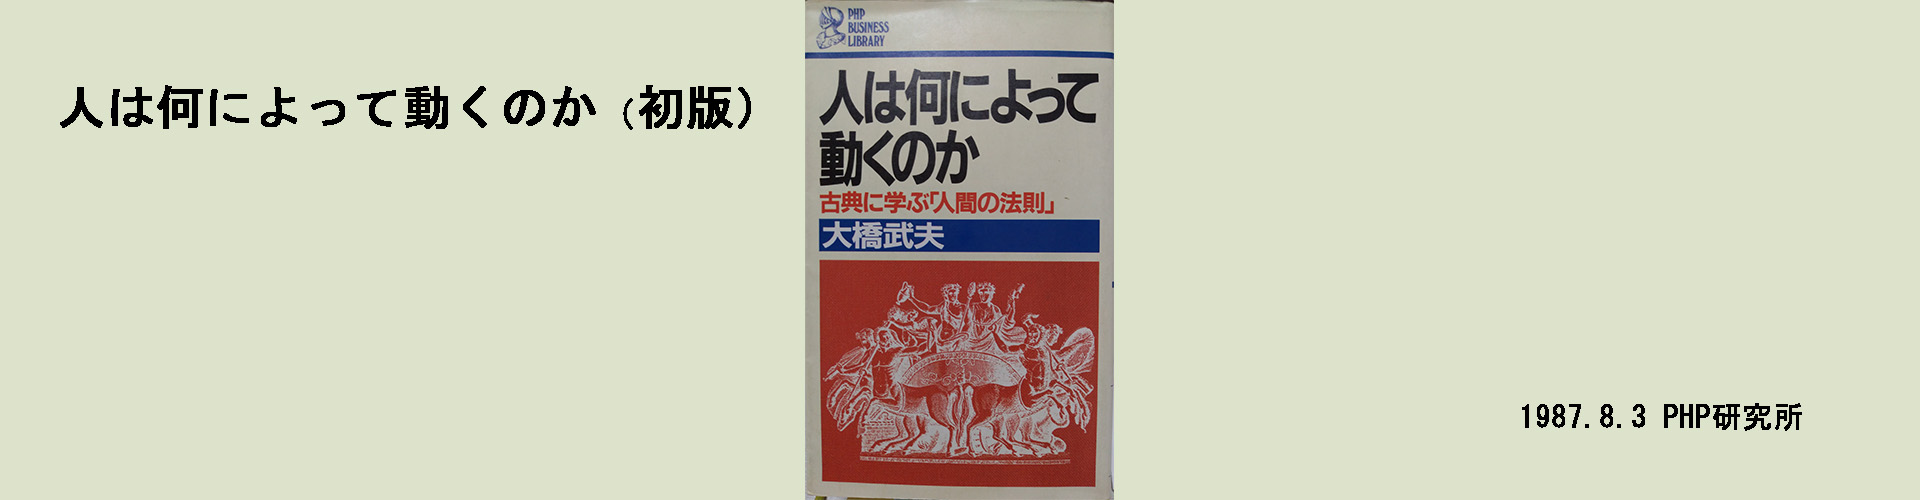 人は何によって動くのか（初版）
PHP
BUSINESS
LIBRARY
人は何によって
動くのか
古典に学ぶ「人間の法則」
大橋武夫
1987.8.3 PHP研究所